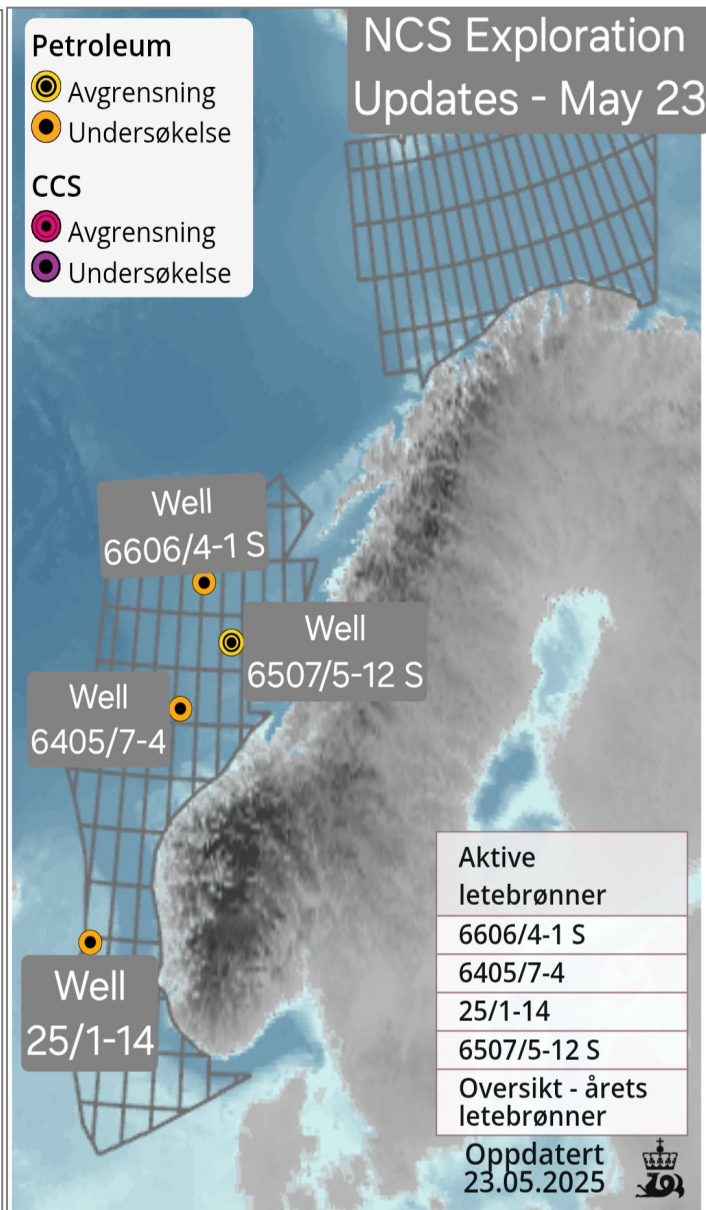 Petroleum
Avgrensning
Undersøkelse
CCS
Avgrensning
Undersøkelse
NCS Exploration
Updates - May 23
Well
6606/4-1 S
Well
6507/5-12 S
Well
6405/7-4
Well
25/1-14
Aktive
letebrønner
6606/4-1 S
6405/7-4
25/1-14
6507/5-12 S
Oversikt - årets
letebrønner
Oppdatert
23.05.2025